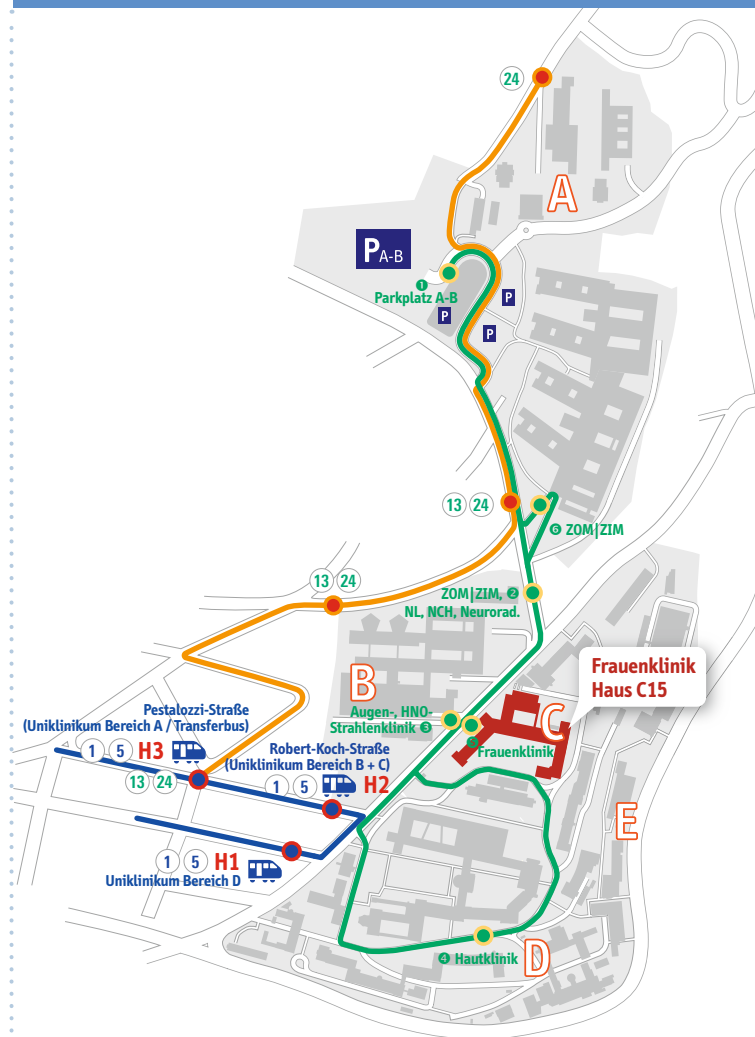 24
A
P A-B
❶
Parkplatz A-B
P
P
P
13 24
❻ ZOM|ZIM
13 24
ZOM|ZIM, ❷
NL, NCH, Neurorad.
Frauenklinik
Haus C15
B
C
Augen-, HNO-
Strahlenklinik ❸
Frauenklinik
Pestalozzi-Straße
(Uniklinikum Bereich A / Transferbus)
1 5 H3
13 24
Robert-Koch-Straße
(Uniklinikum Bereich B + C)
1 5 H2
E
1 5 H1
Uniklinikum Bereich D
❹ Hautklinik
D